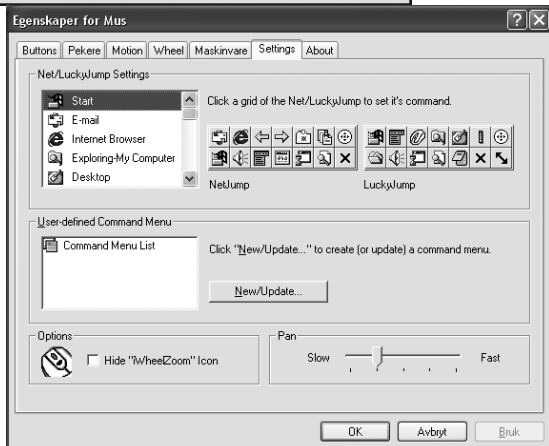 Egenskaper for Mus
Buttons Pekere Motion Wheel Maskinvare Settings About
Net/LuckyJump Settings
Start
E-mail
Internet Browser
Exploring-My Computer
Desktop
Click a grid of the Net/LuckyJump to set it's command.
NetJump LuckyJump
User-defined Command Menu
Command Menu List
Click "New/Update..." to create (or update) a command menu.
New/Update...
Options
Hide "iWheelZoom" Icon
Pan
Slow Fast
OK Avbryt Bruk